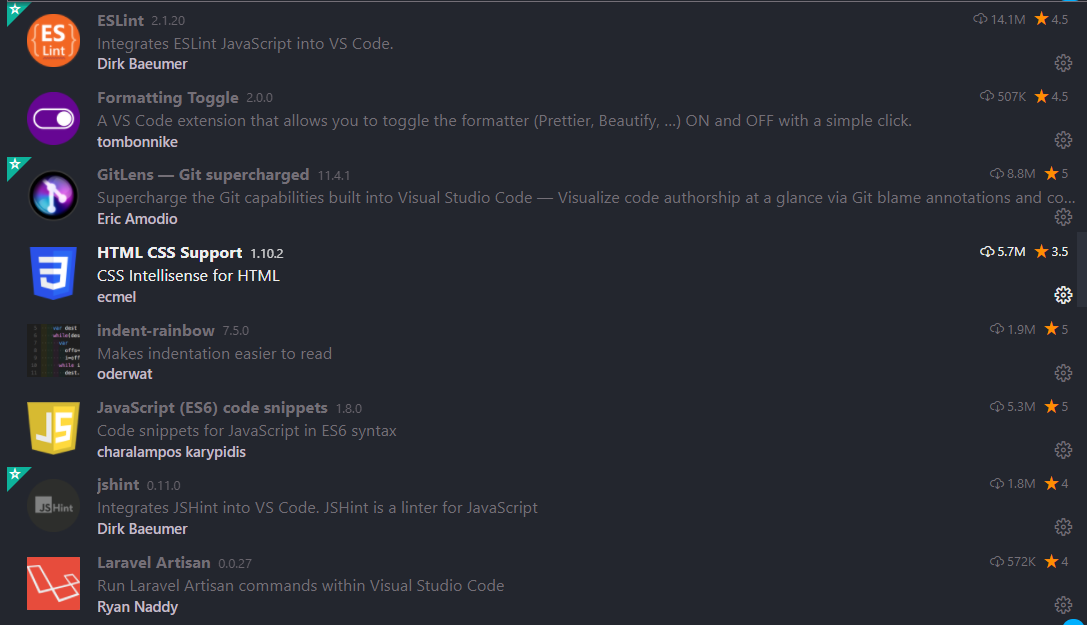 ES
Lint
ESLint 2.1.20 14.1M 4.5
Integrates ESLint JavaScript into VS Code.
Dirk Baeumer
Formatting Toggle 2.0.0 507K 4.5
A VS Code extension that allows you to toggle the formatter (Prettier, Beautify, ...) ON and OFF with a simple click.
tombonnike
GitLens — Git supercharged 11.4.1 8.8M 5
Supercharge the Git capabilities built into Visual Studio Code — Visualize code authorship at a glance via Git blame annotations and co...
Eric Amodio
HTML CSS Support 1.10.2 5.7M 3.5
CSS Intellisense for HTML
ecmel
indent-rainbow 7.5.0 1.9M 5
Makes indentation easier to read
oderwat
JS
JavaScript (ES6) code snippets 1.8.0 5.3M 5
Code snippets for JavaScript in ES6 syntax
charalampos karypidis
JSHint
jshint 0.11.0 1.8M 4
Integrates JSHint into VS Code. JSHint is a linter for JavaScript
Dirk Baeumer
Laravel Artisan 0.0.27 572K 4
Run Laravel Artisan commands within Visual Studio Code
Ryan Naddy